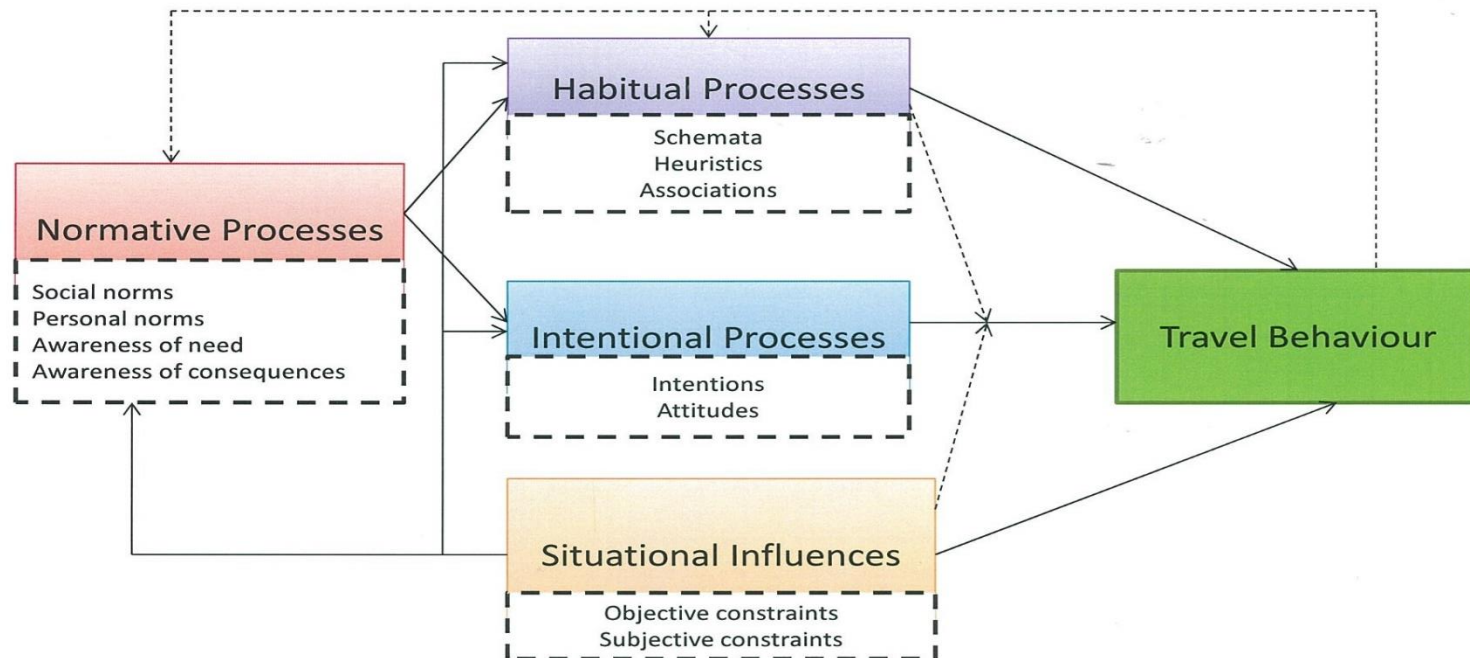 Habitual Processes
Schemata
Heuristics
Associations
Normative Processes
Social norms
Personal norms
Awareness of need
Awareness of consequences
Intentional Processes
Intentions
Attitudes
Travel Behaviour
Situational Influences
Objective constraints
Subjective constraints